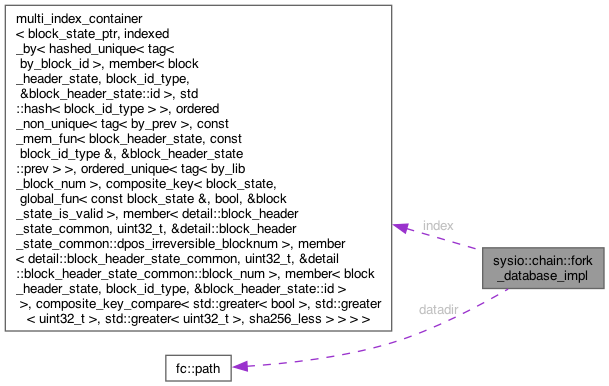 multi_index_container
< block_state_ptr, indexed
_by< hashed_unique< tag<
by_block_id >, member< block
_header_state, block_id_type,
&block_header_state::id >, std
::hash< block_id_type > >, ordered
_non_unique< tag< by_prev >, const
_mem_fun< block_header_state, const
block_id_type &, &block_header_state
::prev > >, ordered_unique< tag< by_lib
_block_num >, composite_key< block_state,
global_fun< const block_state &, bool, &block
_state_is_valid >, member< detail::block_header
_state_common, uint32_t, &detail::block_header
_state_common::dpos_irreversible_blocknum >, member
< detail::block_header_state_common, uint32_t, &detail
::block_header_state_common::block_num >, member< block
_header_state, block_id_type, &block_header_state::id >
>, composite_key_compare< std::greater< bool >, std::greater
< uint32_t >, std::greater< uint32_t >, sha256_less > > > >
index
sysio::chain::fork
_database_impl
datadir
fc::path